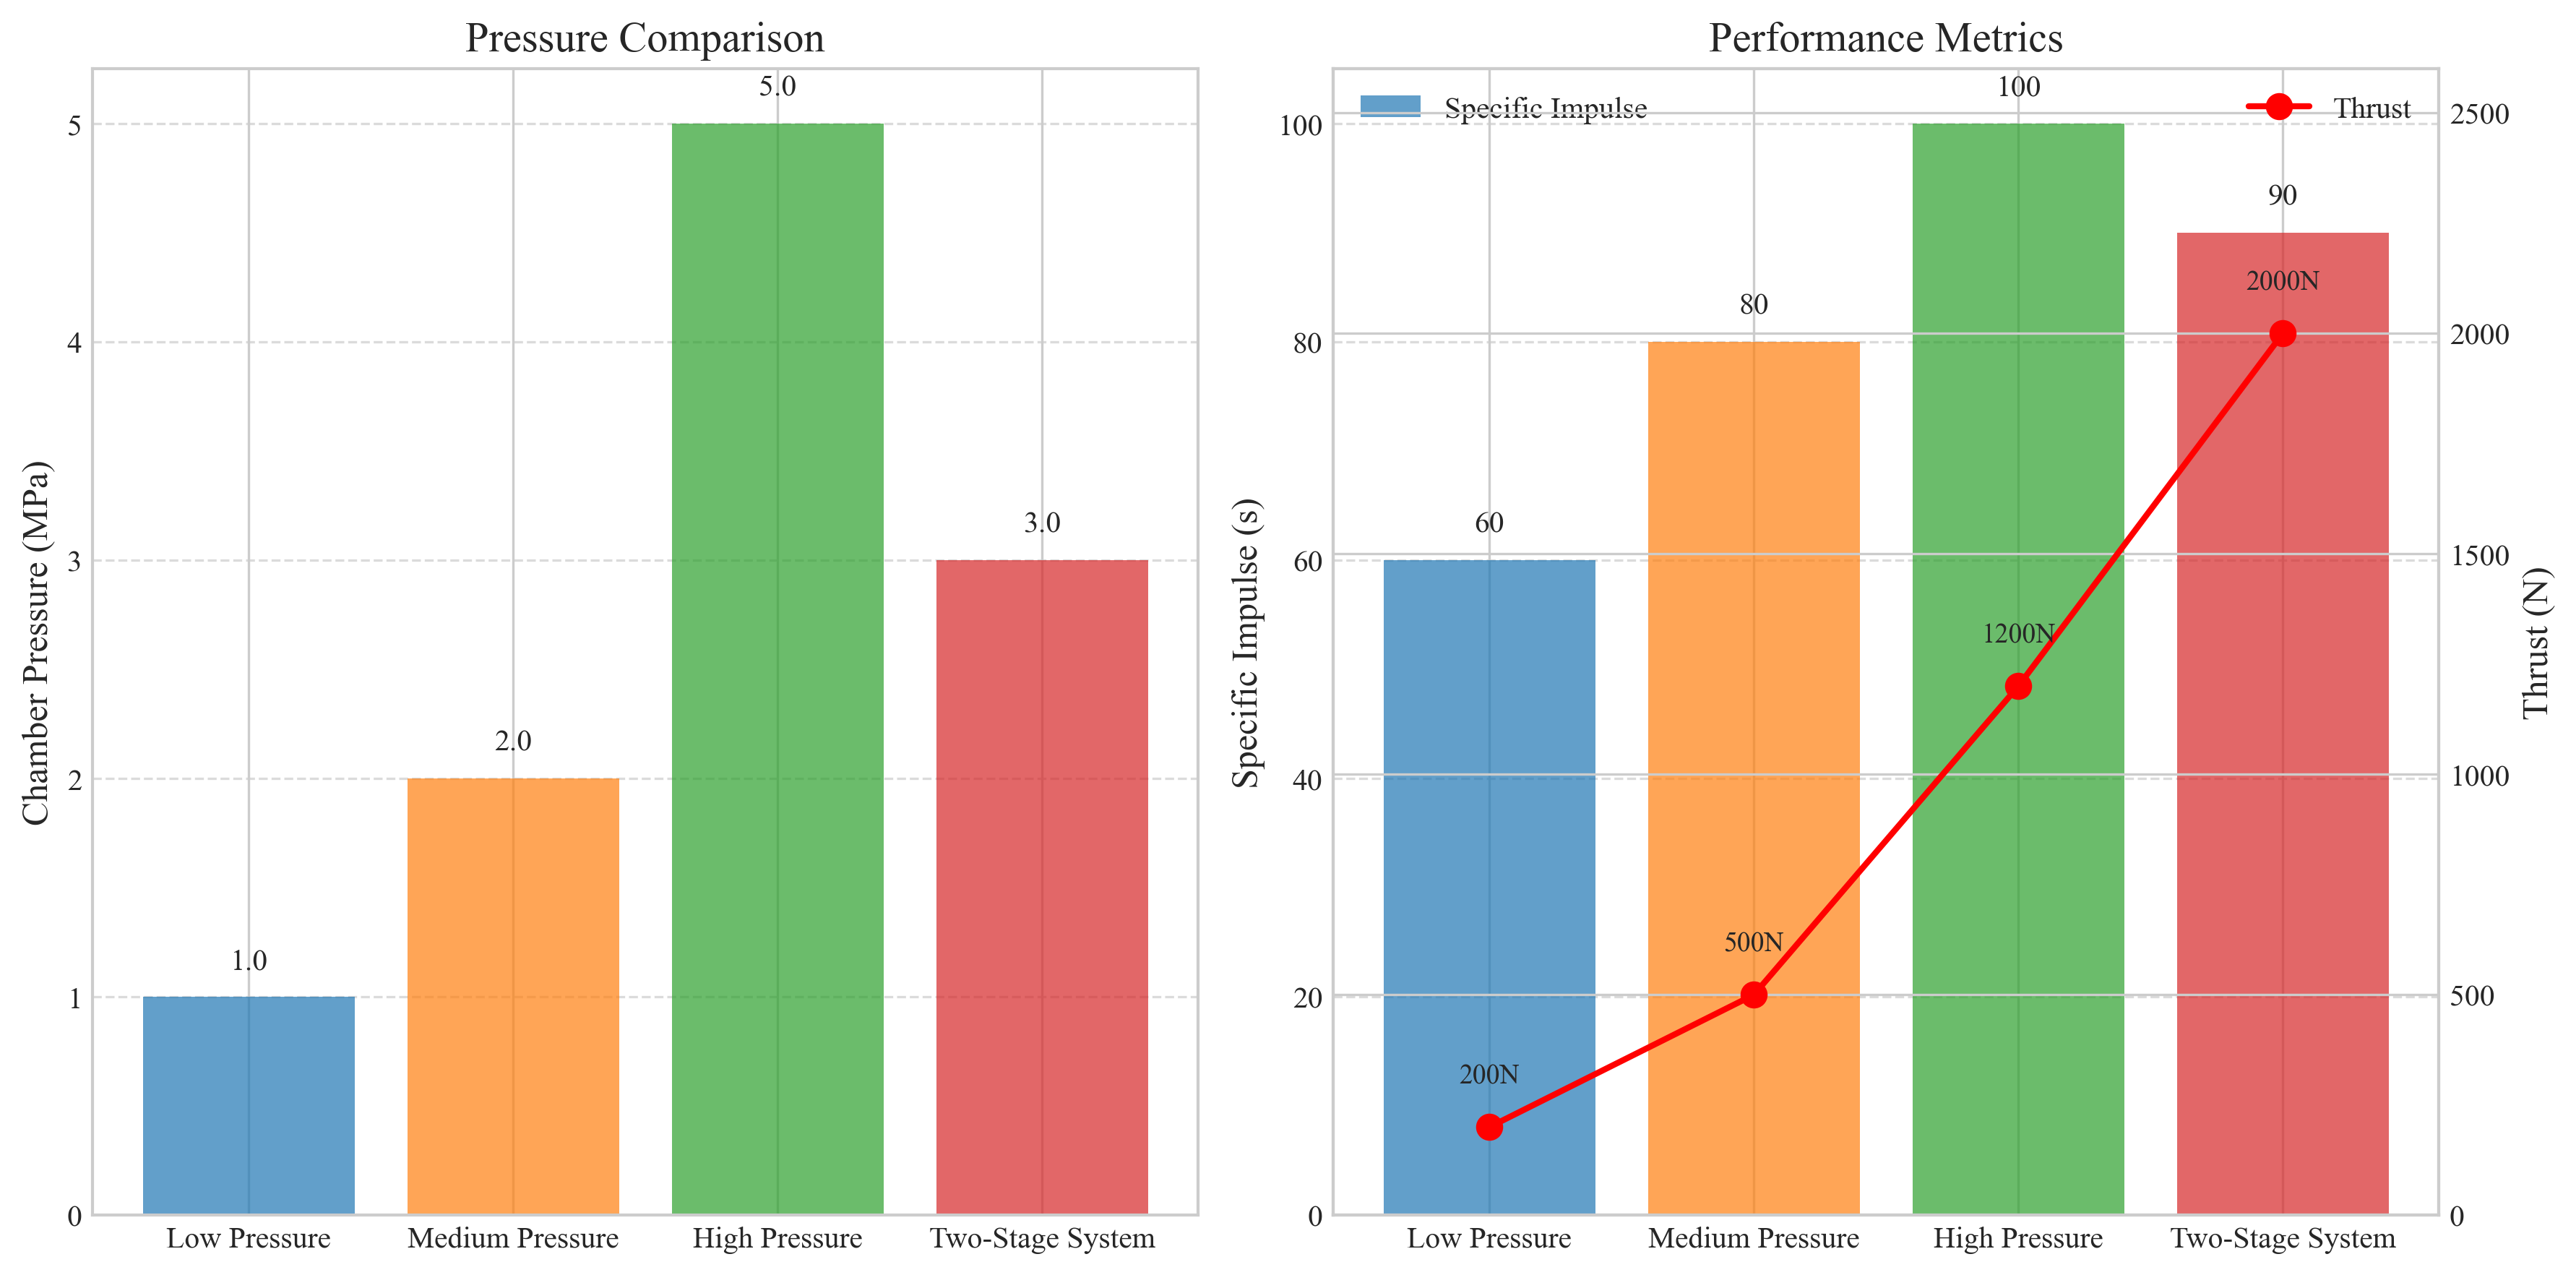 Pressure Comparison
Chamber Pressure (MPa)
5
4
3
2
1
0
1.0
2.0
5.0
3.0
Low Pressure
Medium Pressure
High Pressure
Two-Stage System
Performance Metrics
Specific Impulse
Thrust
Specific Impulse (s)
100
80
60
40
20
0
60
80
100
90
200N
500N
1200N
2000N
2500
2000
1500
1000
500
0
Thrust (N)
Low Pressure
Medium Pressure
High Pressure
Two-Stage System